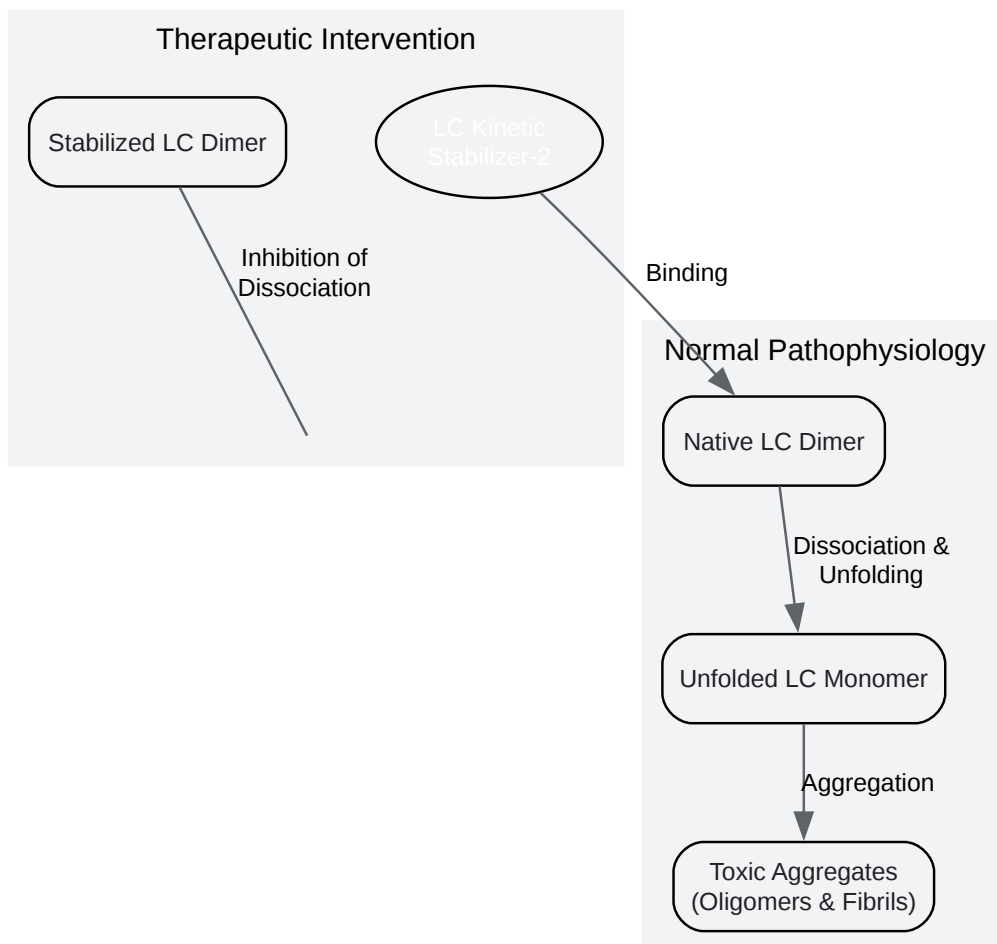 Therapeutic Intervention
Stabilized LC Dimer
LC Kinetic
Stabilizer-2
Inhibition of
Dissociation
Binding
Normal Pathophysiology
Native LC Dimer
Dissociation &
Unfolding
Unfolded LC Monomer
Aggregation
Toxic Aggregates
(Oligomers & Fibrils)